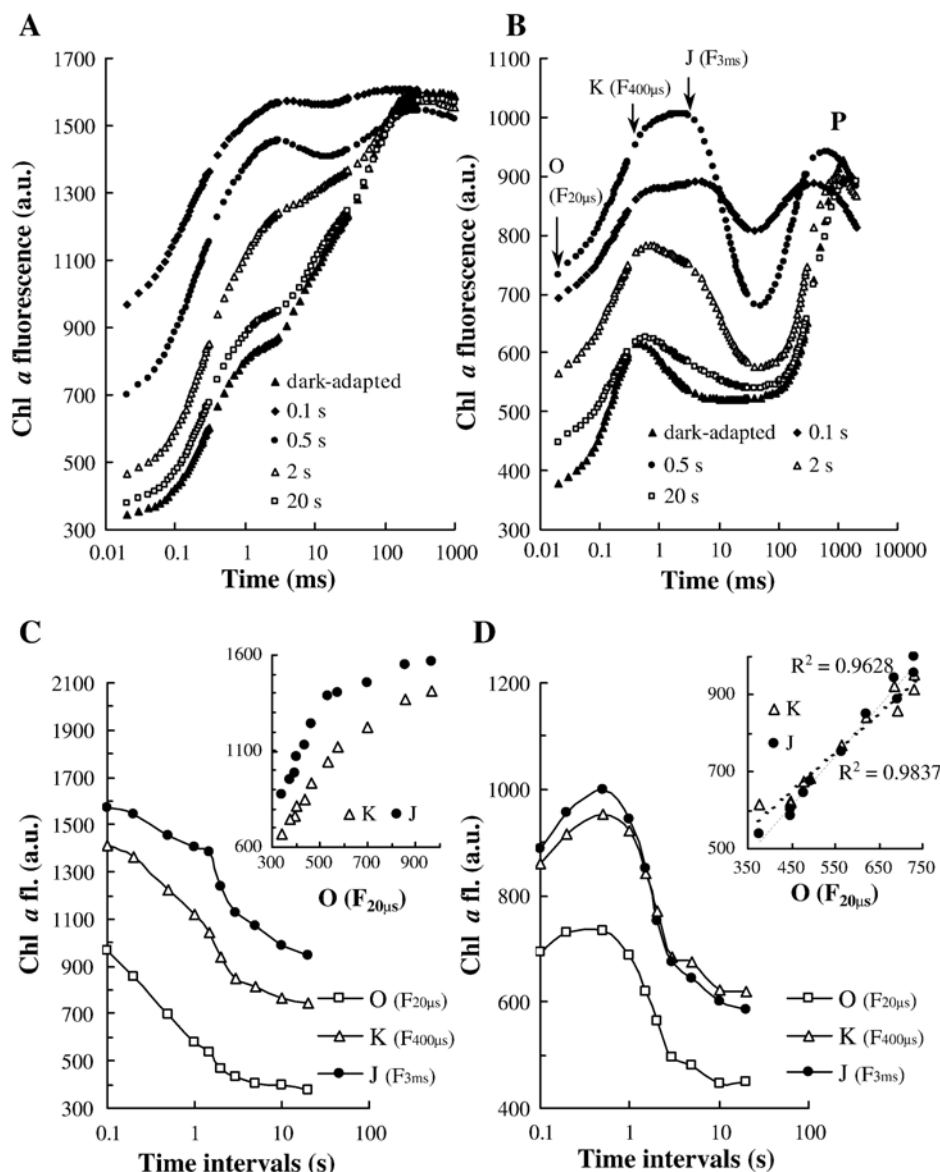 A
1700
1500
1300
1100
900
700
500
300
Chl a fluorescence (a.u.)
dark-adapted
0.1 s
0.5 s
2 s
20 s
0.01 0.1 1 10 100 1000
Time (ms)
B
1100
1000
900
800
700
600
500
400
300
Chl a fluorescence (a.u.)
J (F3ms)
K (F400μs)
P
O
(F20μs)
dark-adapted 0.1 s
0.5 s 2 s
20 s
0.01 0.1 1 10 100 1000 10000
Time (ms)
C
2100
1900
1700
1500
1300
1100
900
700
500
300
Chl a fl. (a.u.)
1600
1100
600
K J
300 500 700 900
O (F20μs)
O (F20μs)
K (F400μs)
J (F3ms)
0.1 1 10 100
Time intervals (s)
D
1200
1000
800
600
400
Chl a fl. (a.u.)
R2 = 0.9628
900
K
J
R2 = 0.9837
700
500
350 450 550 650 750
O (F20μs)
O (F20μs)
K (F400μs)
J (F3ms)
0.1 1 10 100
Time intervals (s)